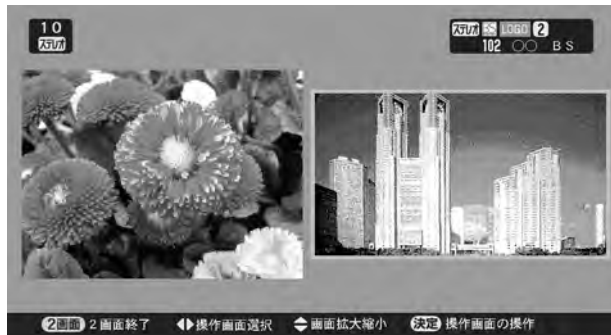 10
ステレオ
ステレオ BS LOGO 2
102 ○○ BS
2画面 2画面終了 ◀▶操作画面選択 ▲▼画面拡大縮小 決定 操作画面の操作